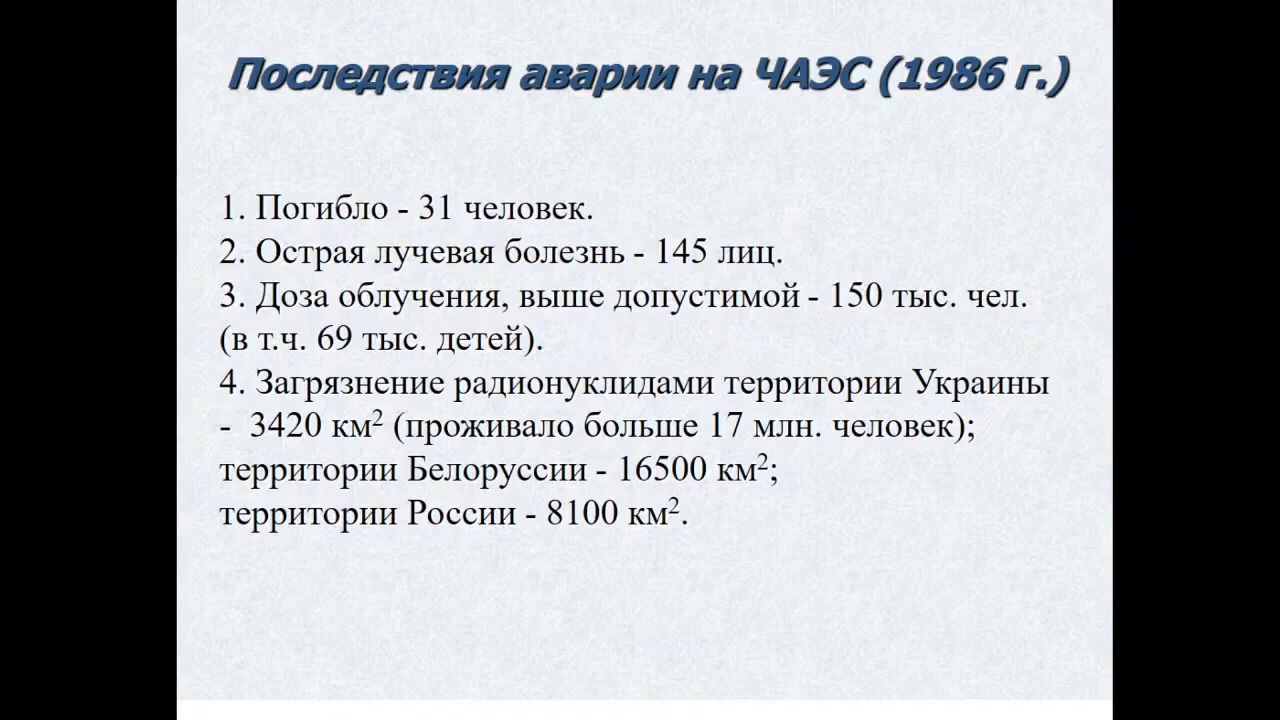 Последствия аварии на ЧАЭС (1986 г.)
1. Погибло - 31 человек.
2. Острая лучевая болезнь - 145 лиц.
3. Доза облучения, выше допустимой - 150 тыс. чел.
(в т.ч. 69 тыс. детей).
4. Загрязнение радионуклидами территории Украины
- 3420 км² (проживало больше 17 млн. человек);
территории Белоруссии - 16500 км²;
территории России - 8100 км².